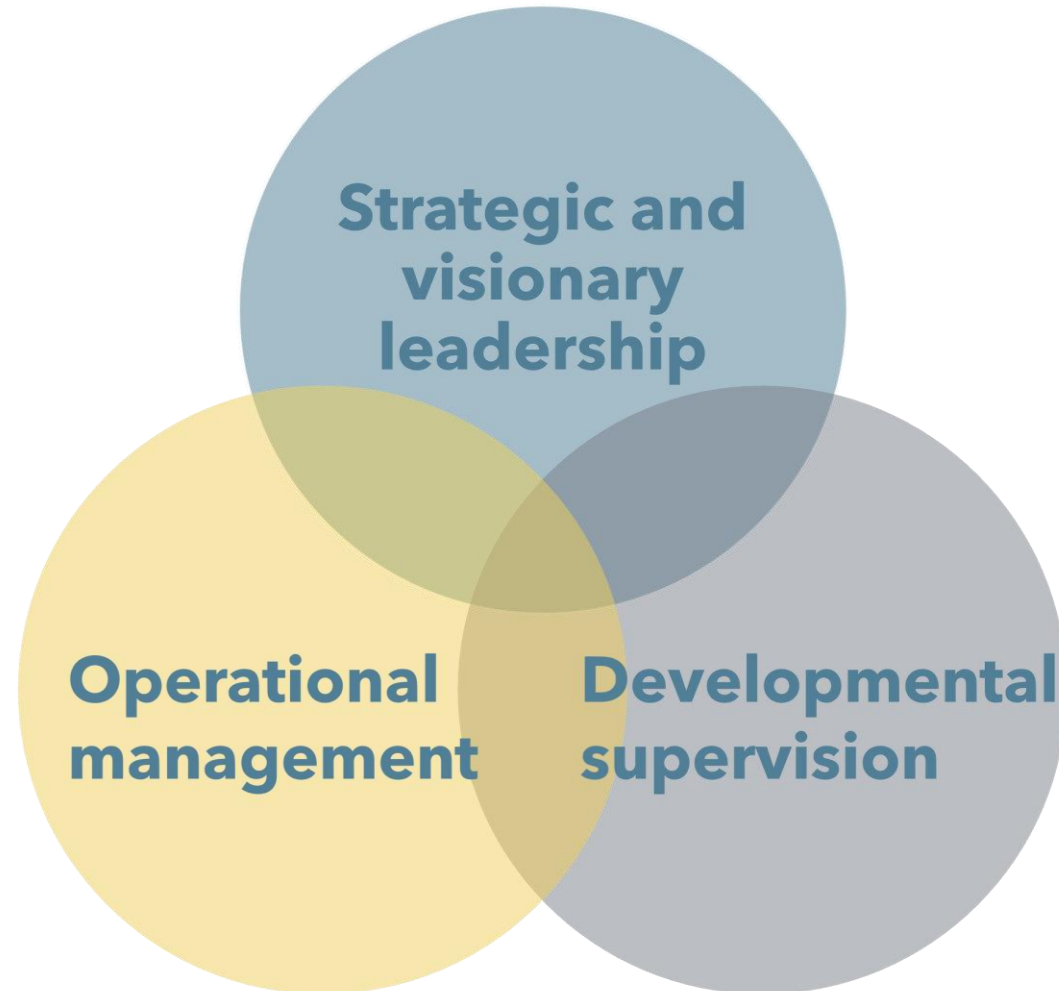 Strategic and
visionary
leadership
Operational
management
Developmental
supervision